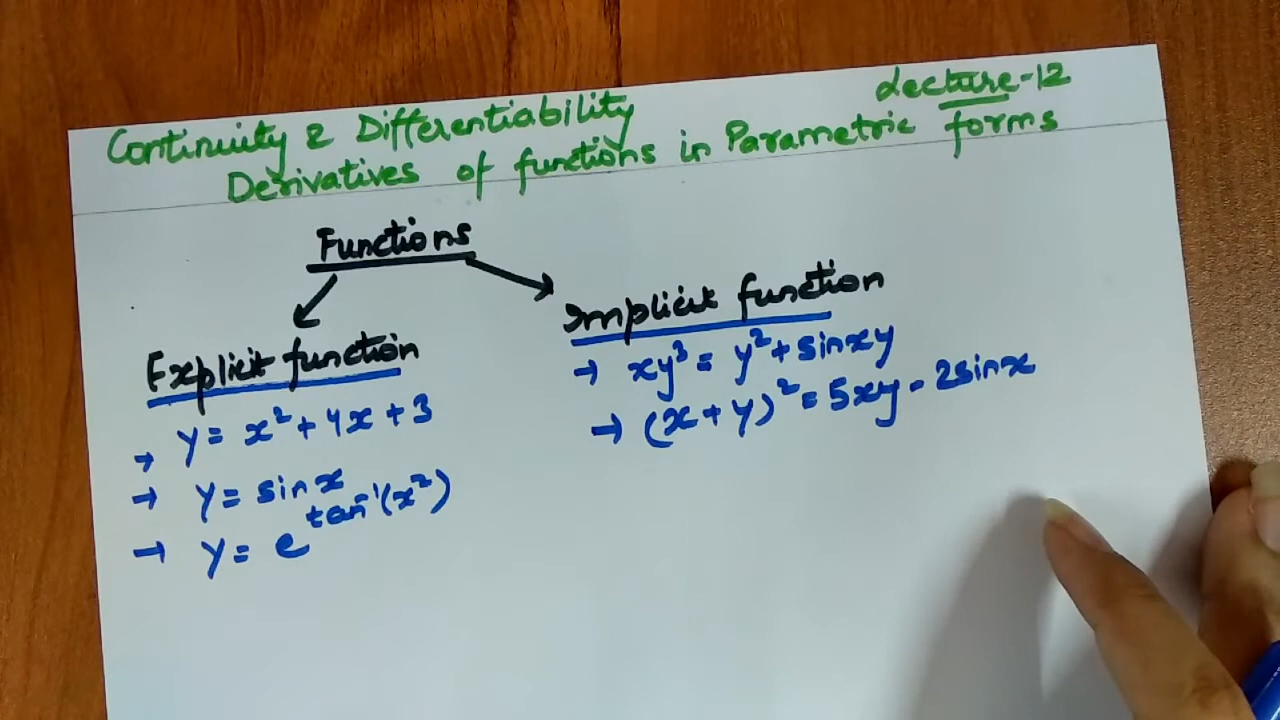 Lecture-12
Continuity & Differentiability
Derivatives of functions in Parametric forms
Functions
Explicit function
→ y = x² + 4x + 3
→ y = sinx
→ y = e^tan⁻¹(x²)
Implicit function
→ xy³ = y² + sinxy
→ (x + y)² = 5xy - 2sinx